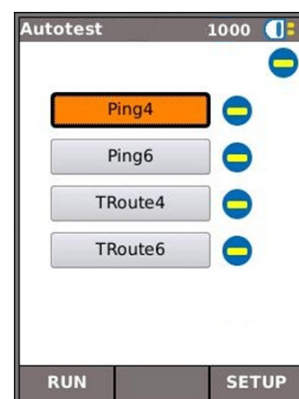 Autotest 1000
Ping4
Ping6
TRoute4
TRoute6
RUN SETUP